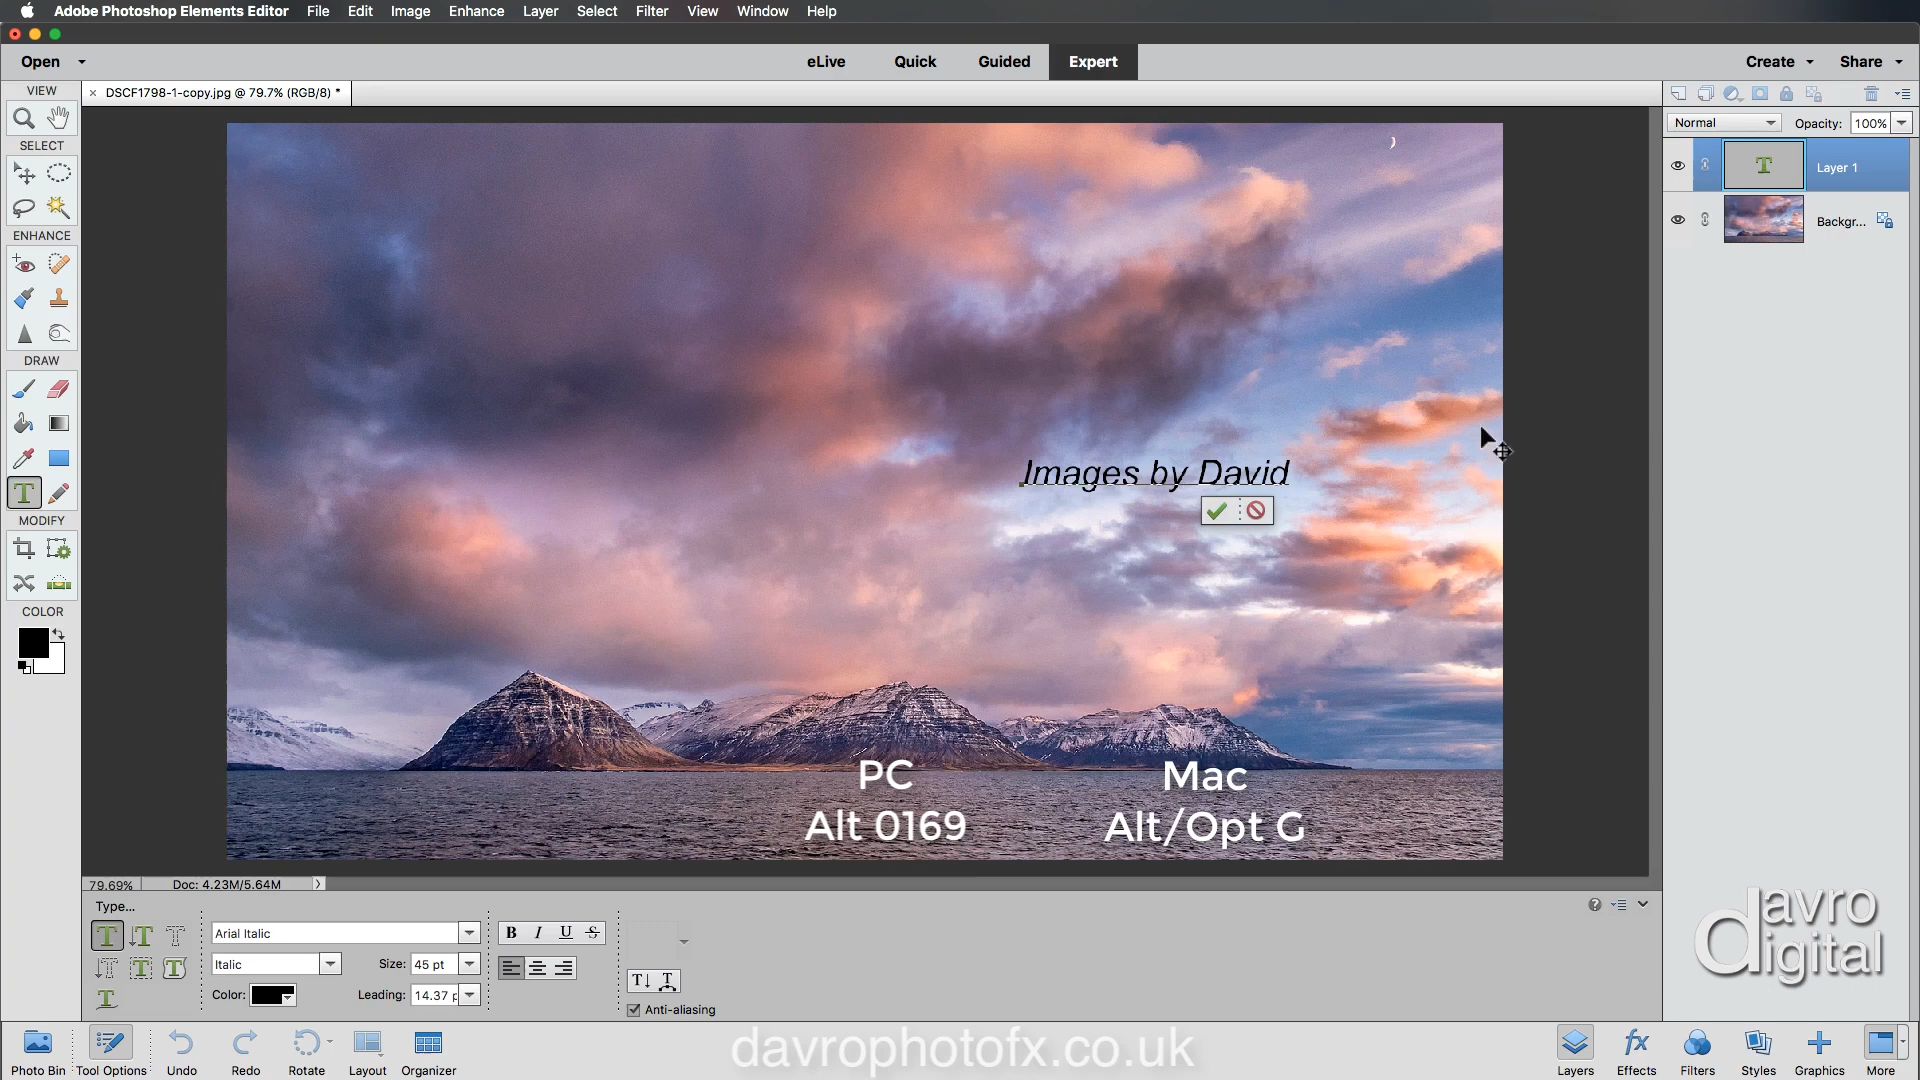 Adobe Photoshop Elements Editor File Edit Image Enhance Layer Select Filter View Window Help
Open eLive Quick Guided Expert Create Share
VIEW
× DSCF1798-1-copy.jpg @ 79.7% (RGB/8) *
Normal Opacity: 100%
SELECT
T Layer 1
Backgr...
ENHANCE
DRAW
Images by David
T
MODIFY
COLOR
PC
Alt 0169
Mac
Alt/Opt G
79.69% Doc: 4.23M/5.64M
Type...
Arial Italic B I U S
Italic Size: 45 pt
Color: Leading: 14.37 p
Anti-aliasing
davro
digital
davrophotofx.co.uk
Photo Bin Tool Options Undo Redo Rotate Layout Organizer
fx
Layers Effects Filters Styles Graphics More